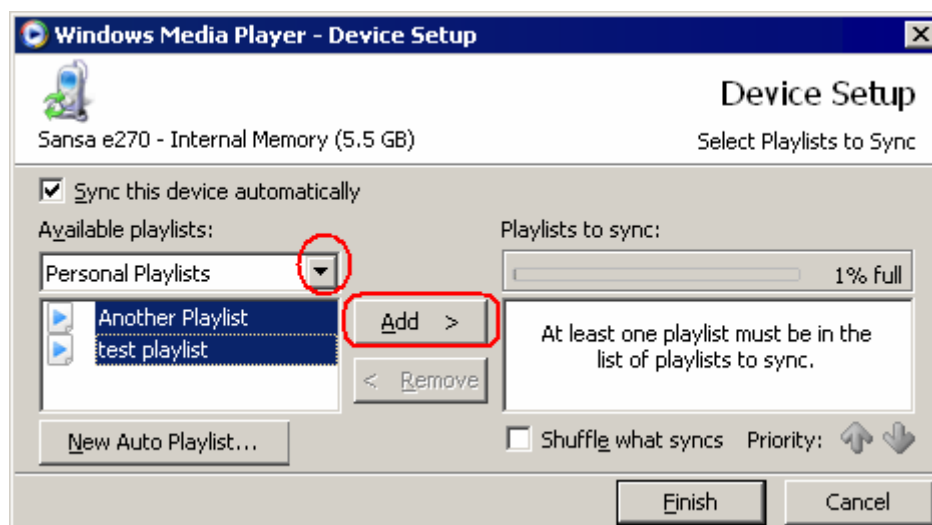 Windows Media Player - Device Setup
Device Setup
Sansa e270 - Internal Memory (5.5 GB)
Select Playlists to Sync
Sync this device automatically
Available playlists:
Playlists to sync:
Personal Playlists
1% full
Another Playlist
test playlist
Add >
< Remove
At least one playlist must be in the
list of playlists to sync.
New Auto Playlist...
Shuffle what syncs
Priority:
Finish
Cancel